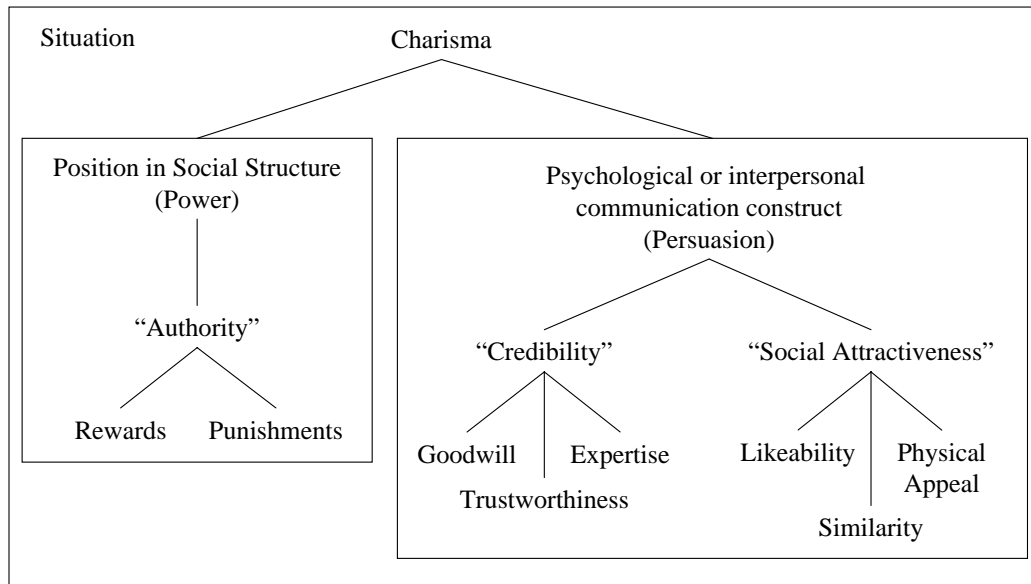 Situation
Charisma
Position in Social Structure
(Power)
“Authority”
Rewards
Punishments
Psychological or interpersonal
communication construct
(Persuasion)
“Credibility”
Goodwill
Expertise
Trustworthiness
“Social Attractiveness”
Likeability
Physical
Appeal
Similarity